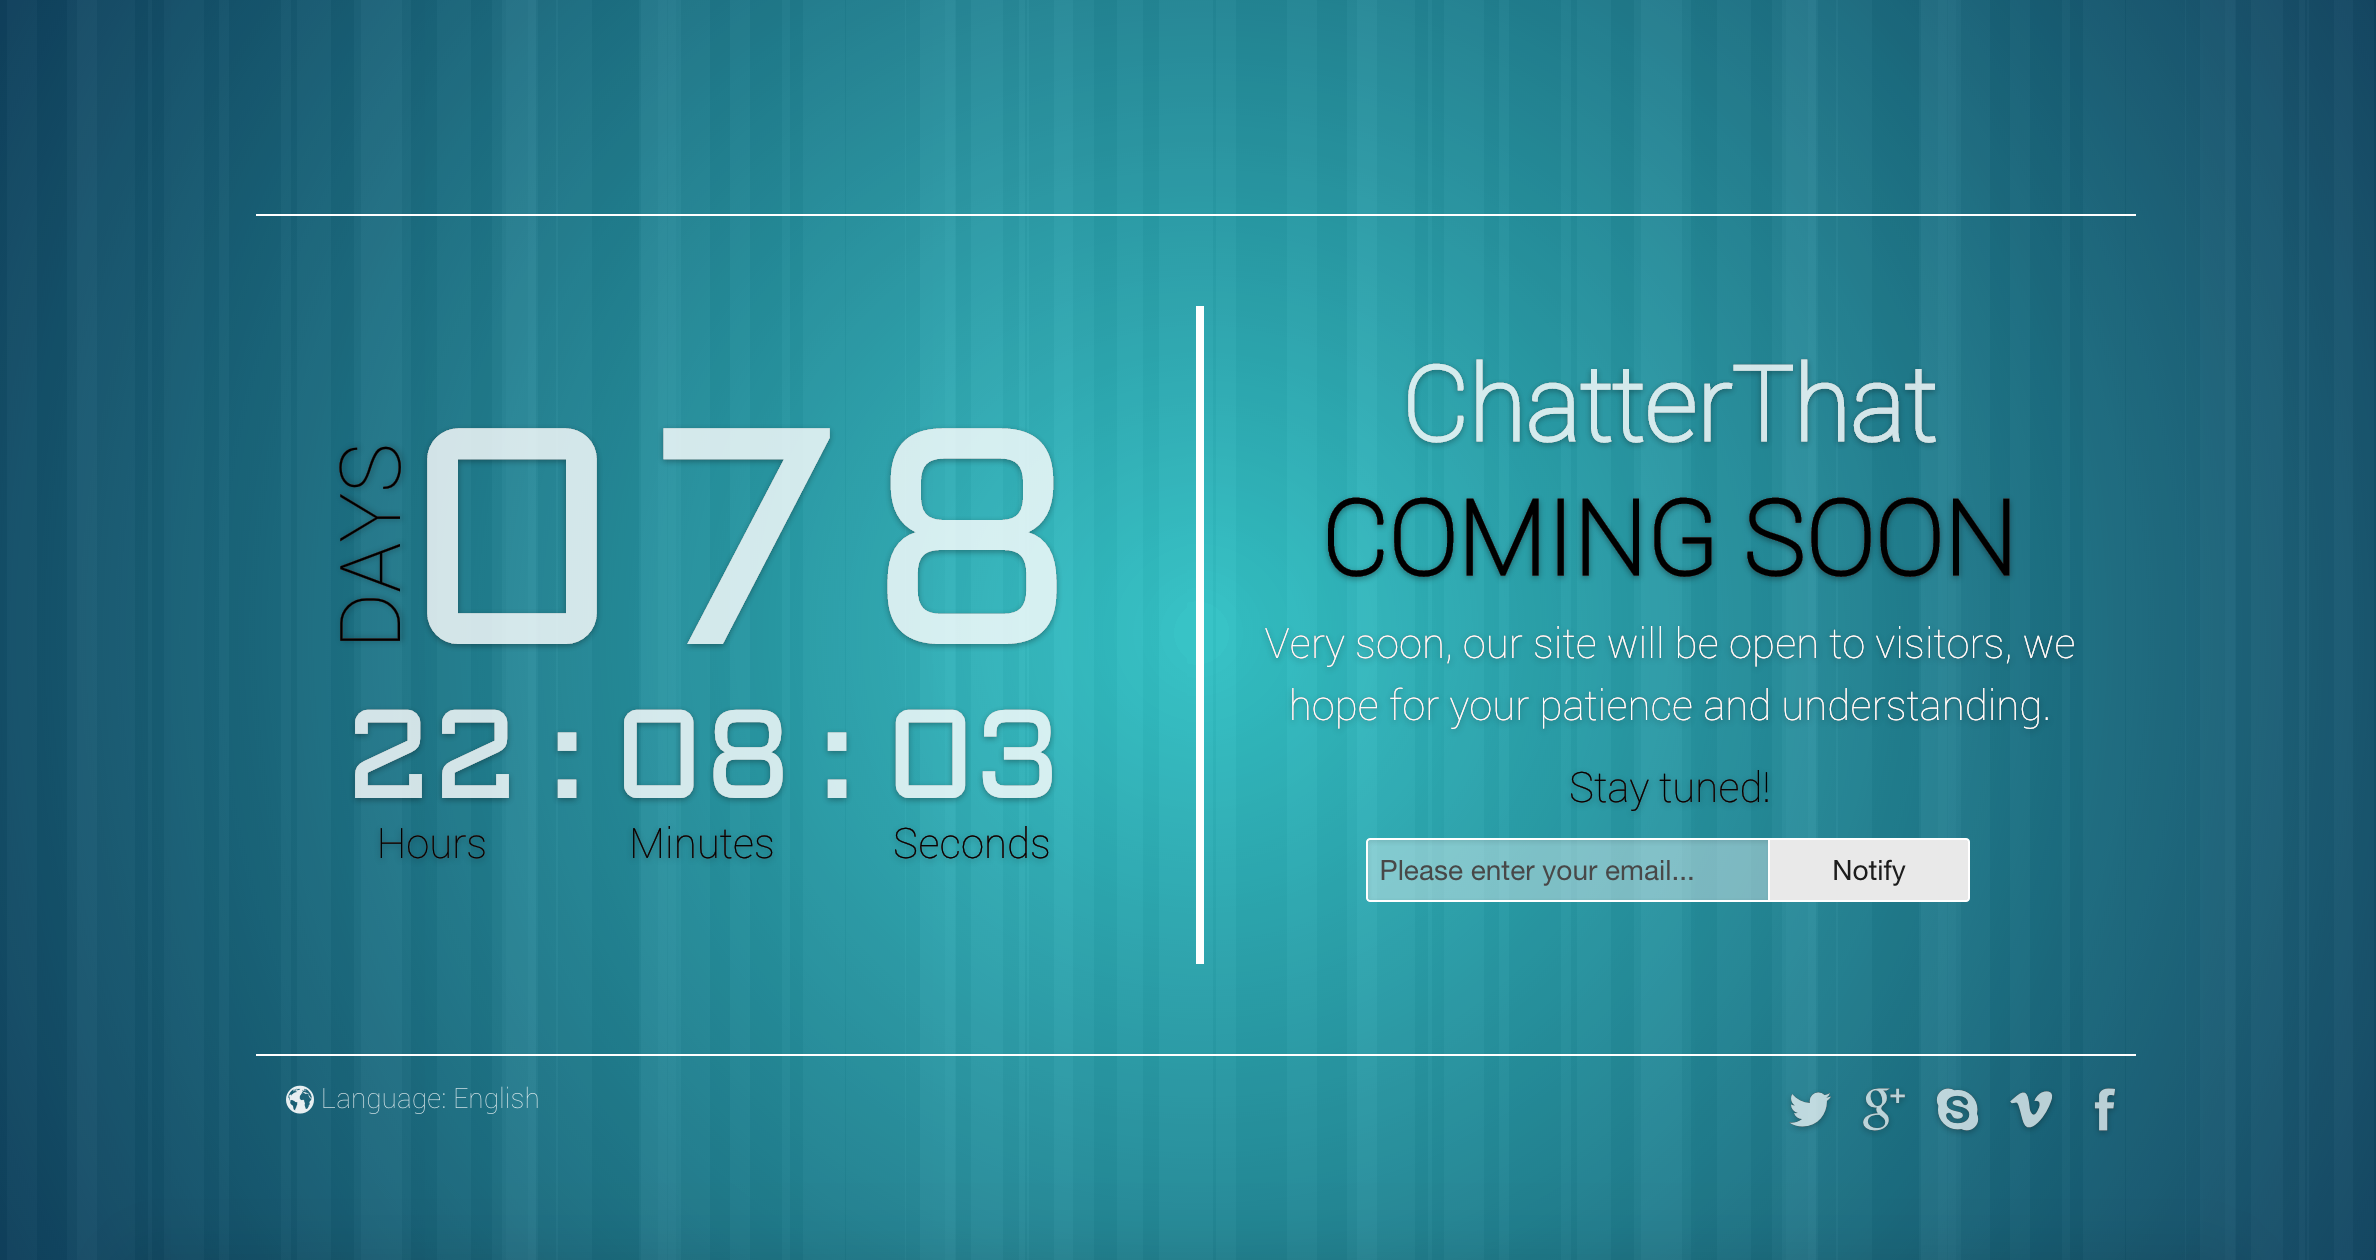 DAYS
078
22 : 08 : 03
Hours Minutes Seconds
ChatterThat
COMING SOON
Very soon, our site will be open to visitors, we
hope for your patience and understanding.
Stay tuned!
Please enter your email... Notify
Language: English